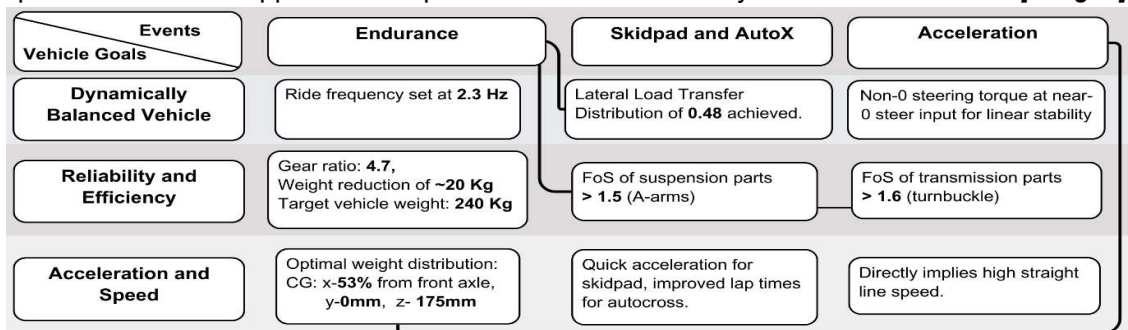 Events
Vehicle Goals
Endurance
Skidpad and AutoX
Acceleration
Dynamically
Balanced Vehicle
Ride frequency set at 2.3 Hz
Lateral Load Transfer
Distribution of 0.48 achieved.
Non-0 steering torque at near-
0 steer input for linear stability
Reliability and
Efficiency
Gear ratio: 4.7,
Weight reduction of ~20 Kg
Target vehicle weight: 240 Kg
FoS of suspension parts
> 1.5 (A-arms)
FoS of transmission parts
> 1.6 (turnbuckle)
Acceleration and
Speed
Optimal weight distribution:
CG: x-53% from front axle,
y-0mm, z- 175mm
Quick acceleration for
skidpad, improved lap times
for autocross.
Directly implies high straight
line speed.